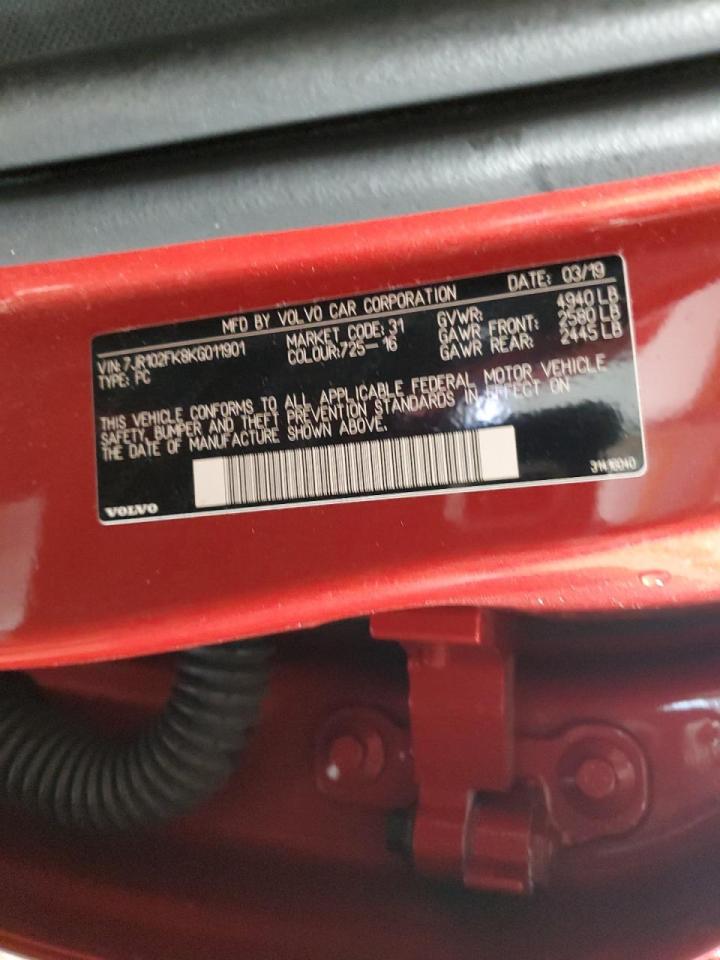 MFD BY VOLVO CAR CORPORATION DATE: 03/19
VIN: 7JR102FK8KG011901 MARKET CODE: 31 GVWR: 4940 LB
TYPE: PC COLOUR: 725-16 GAWR FRONT: 2580 LB
GAWR REAR: 2445 LB
THIS VEHICLE CONFORMS TO ALL APPLICABLE FEDERAL MOTOR VEHICLE
SAFETY, BUMPER AND THEFT PREVENTION STANDARDS IN EFFECT ON
THE DATE OF MANUFACTURE SHOWN ABOVE.
VOLVO